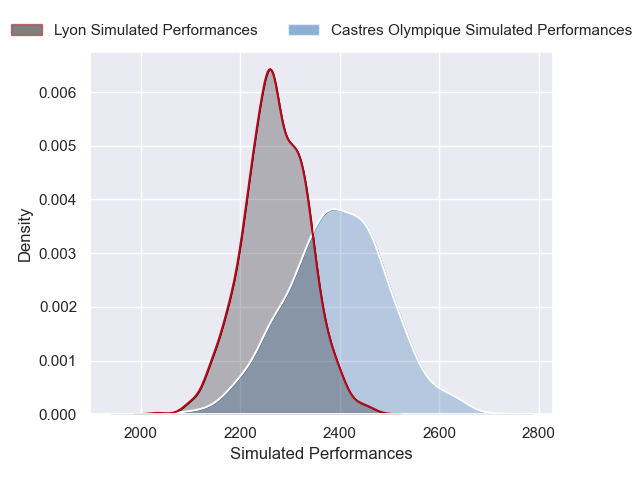 Lyon Simulated Performances
Castres Olympique Simulated Performances
0.006
0.005
0.004
0.003
0.002
0.001
0.000
Density
2000 2200 2400 2600 2800
Simulated Performances